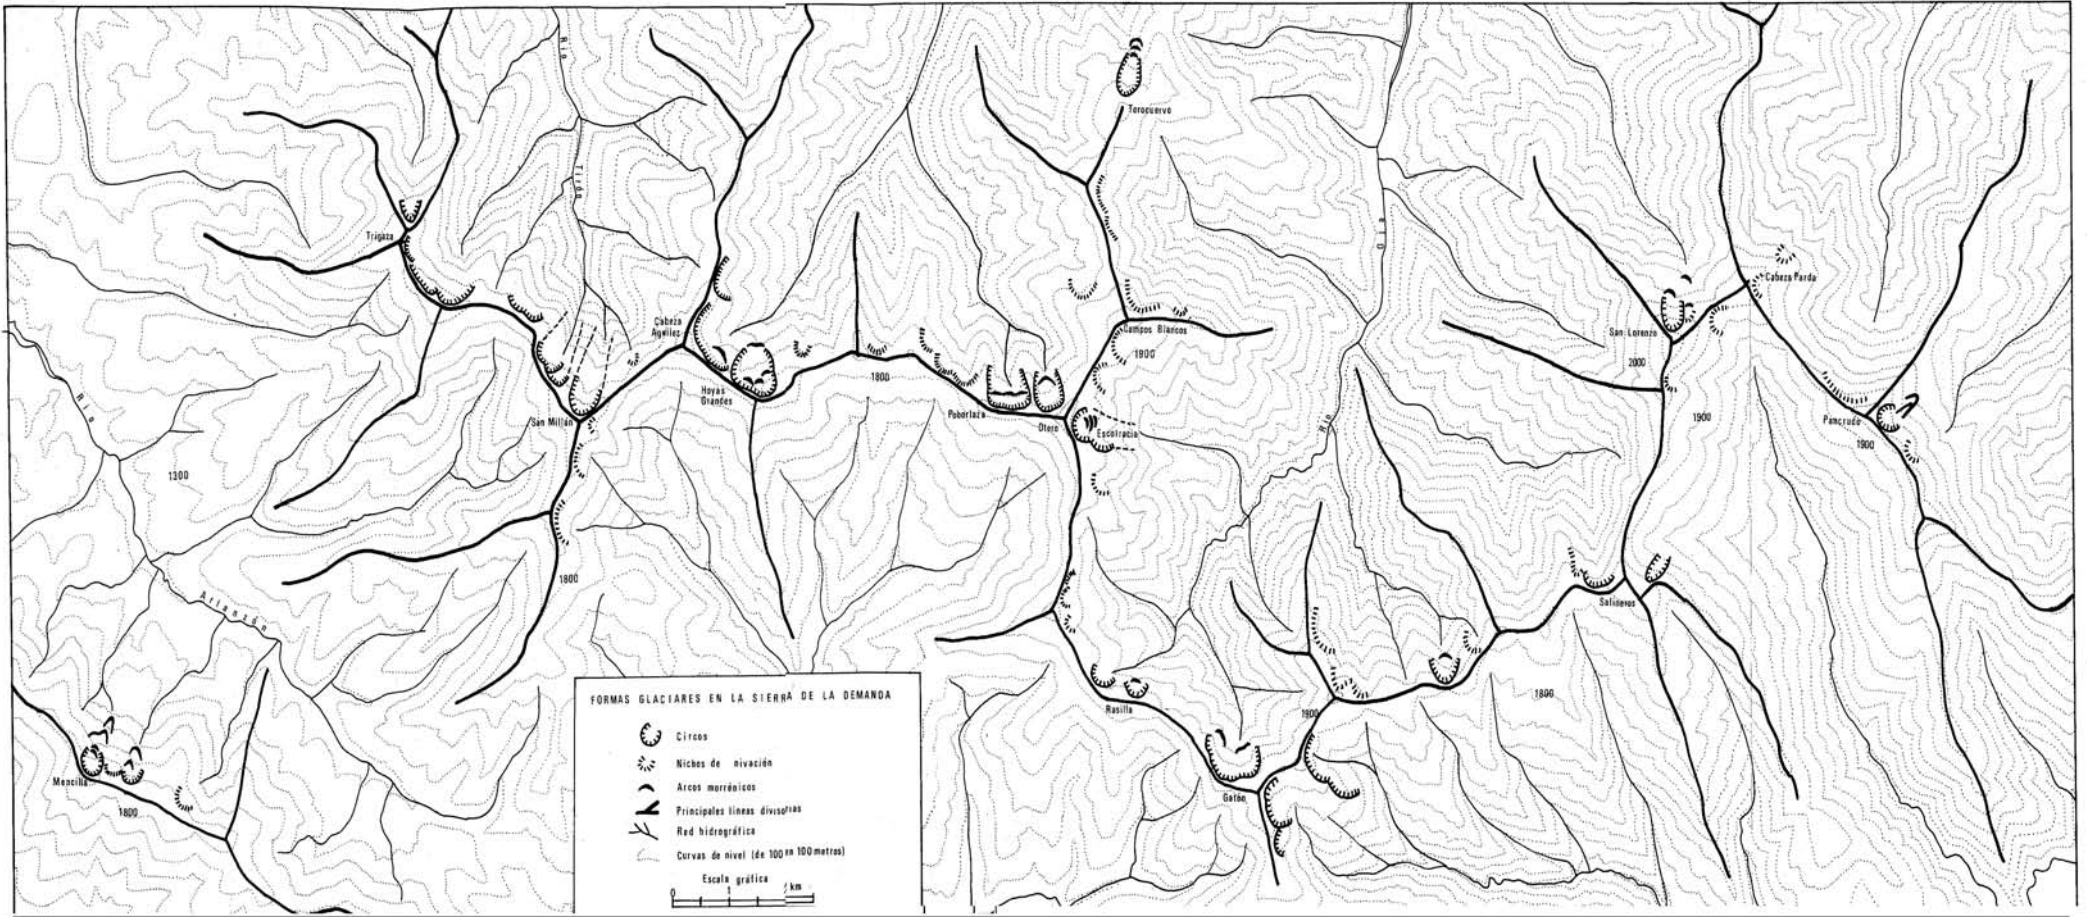 Río
Torocuervo
Tirón
Trigaza
Cabeza Parda
Cabeza
Aguilez
Campos Blancos
San Lorenzo
1900
2000
1800
Hoyas
Grandes
1900
San Millán
Poborlaza
Otero
Escolracia
Pancrudo
1900
Río
Río
1300
1800
Arlanzón
Salineros
1800
Rasilla
1900
Mencilla
1800
Gatón
FORMAS GLACIARES EN LA SIERRA DE LA DEMANDA
Circos
Nichos de nivación
Arcos morrénicos
Principales líneas divisorias
Red hidrográfica
Curvas de nivel (de 100 en 100 metros)
Escala gráfica
0 1 km